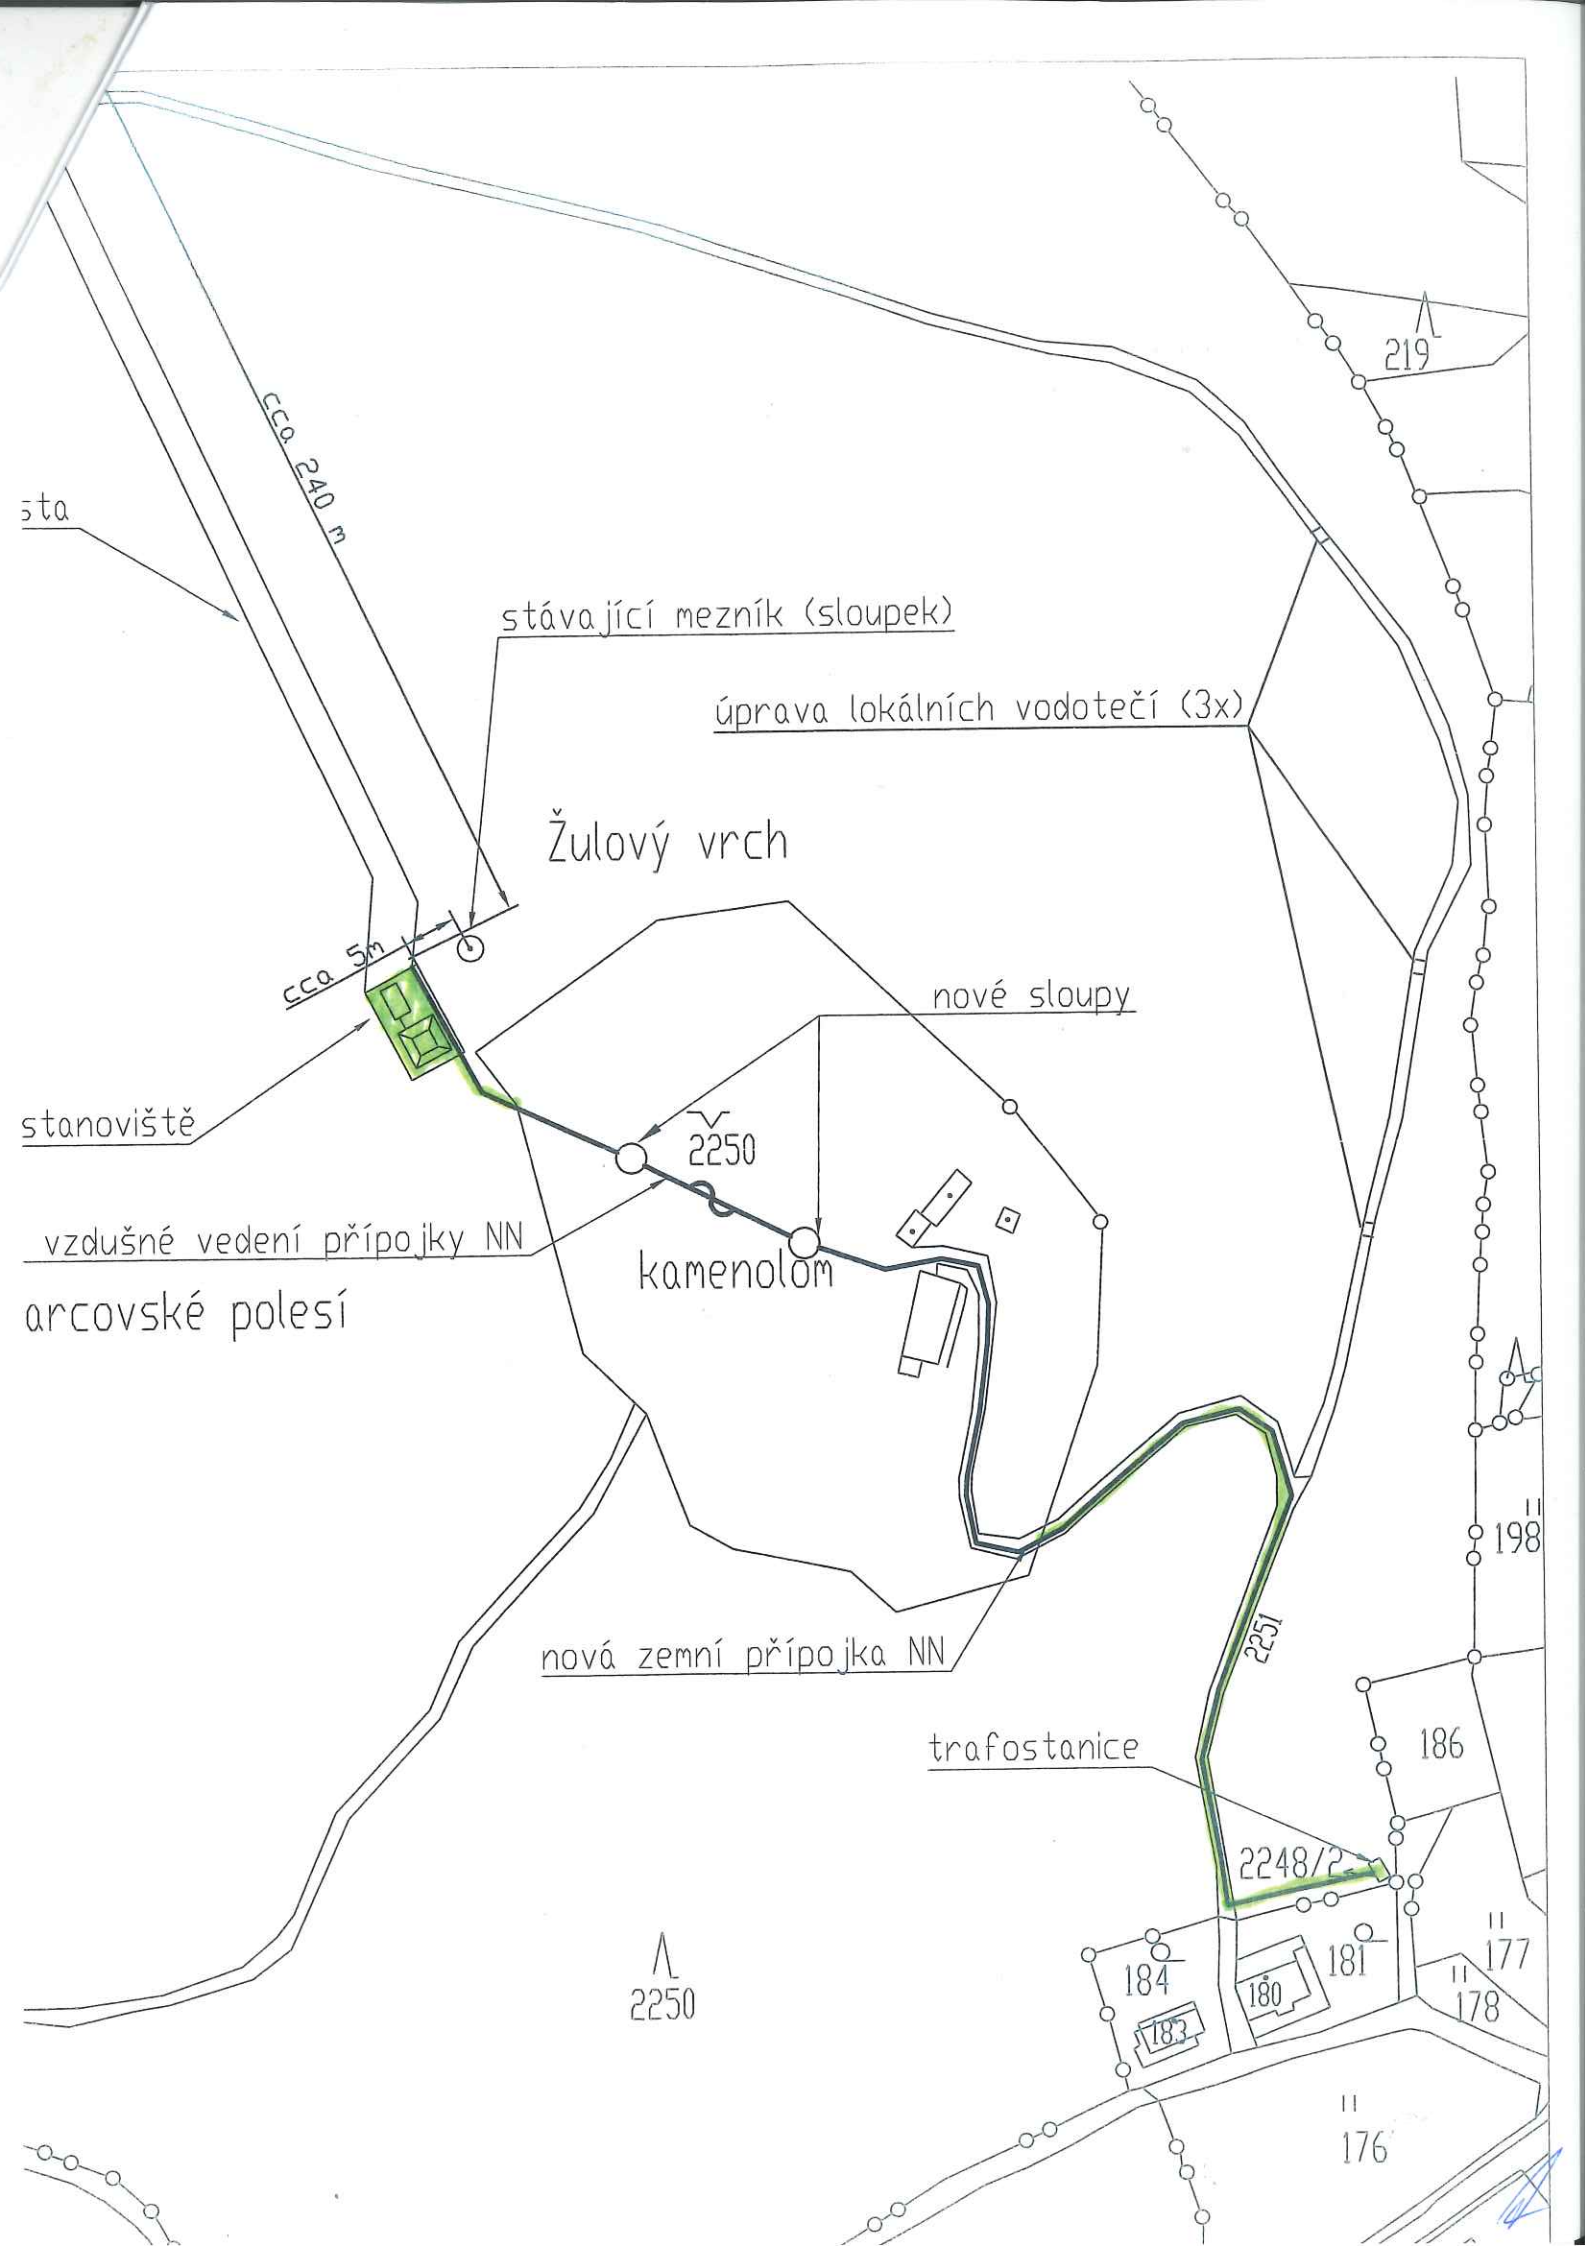 219
cca 240 m
sta
stávající mezník (sloupek)
úprava lokálních vodotečí (3x)
Žulový vrch
cca 5m
nové sloupy
stanoviště
2250
vzdušné vedení přípojky NN
kamenolom
arcovské polesí
198
2251
nová zemní přípojka NN
186
trafostanice
2248/2
177
181
184
180
178
2250
183
176